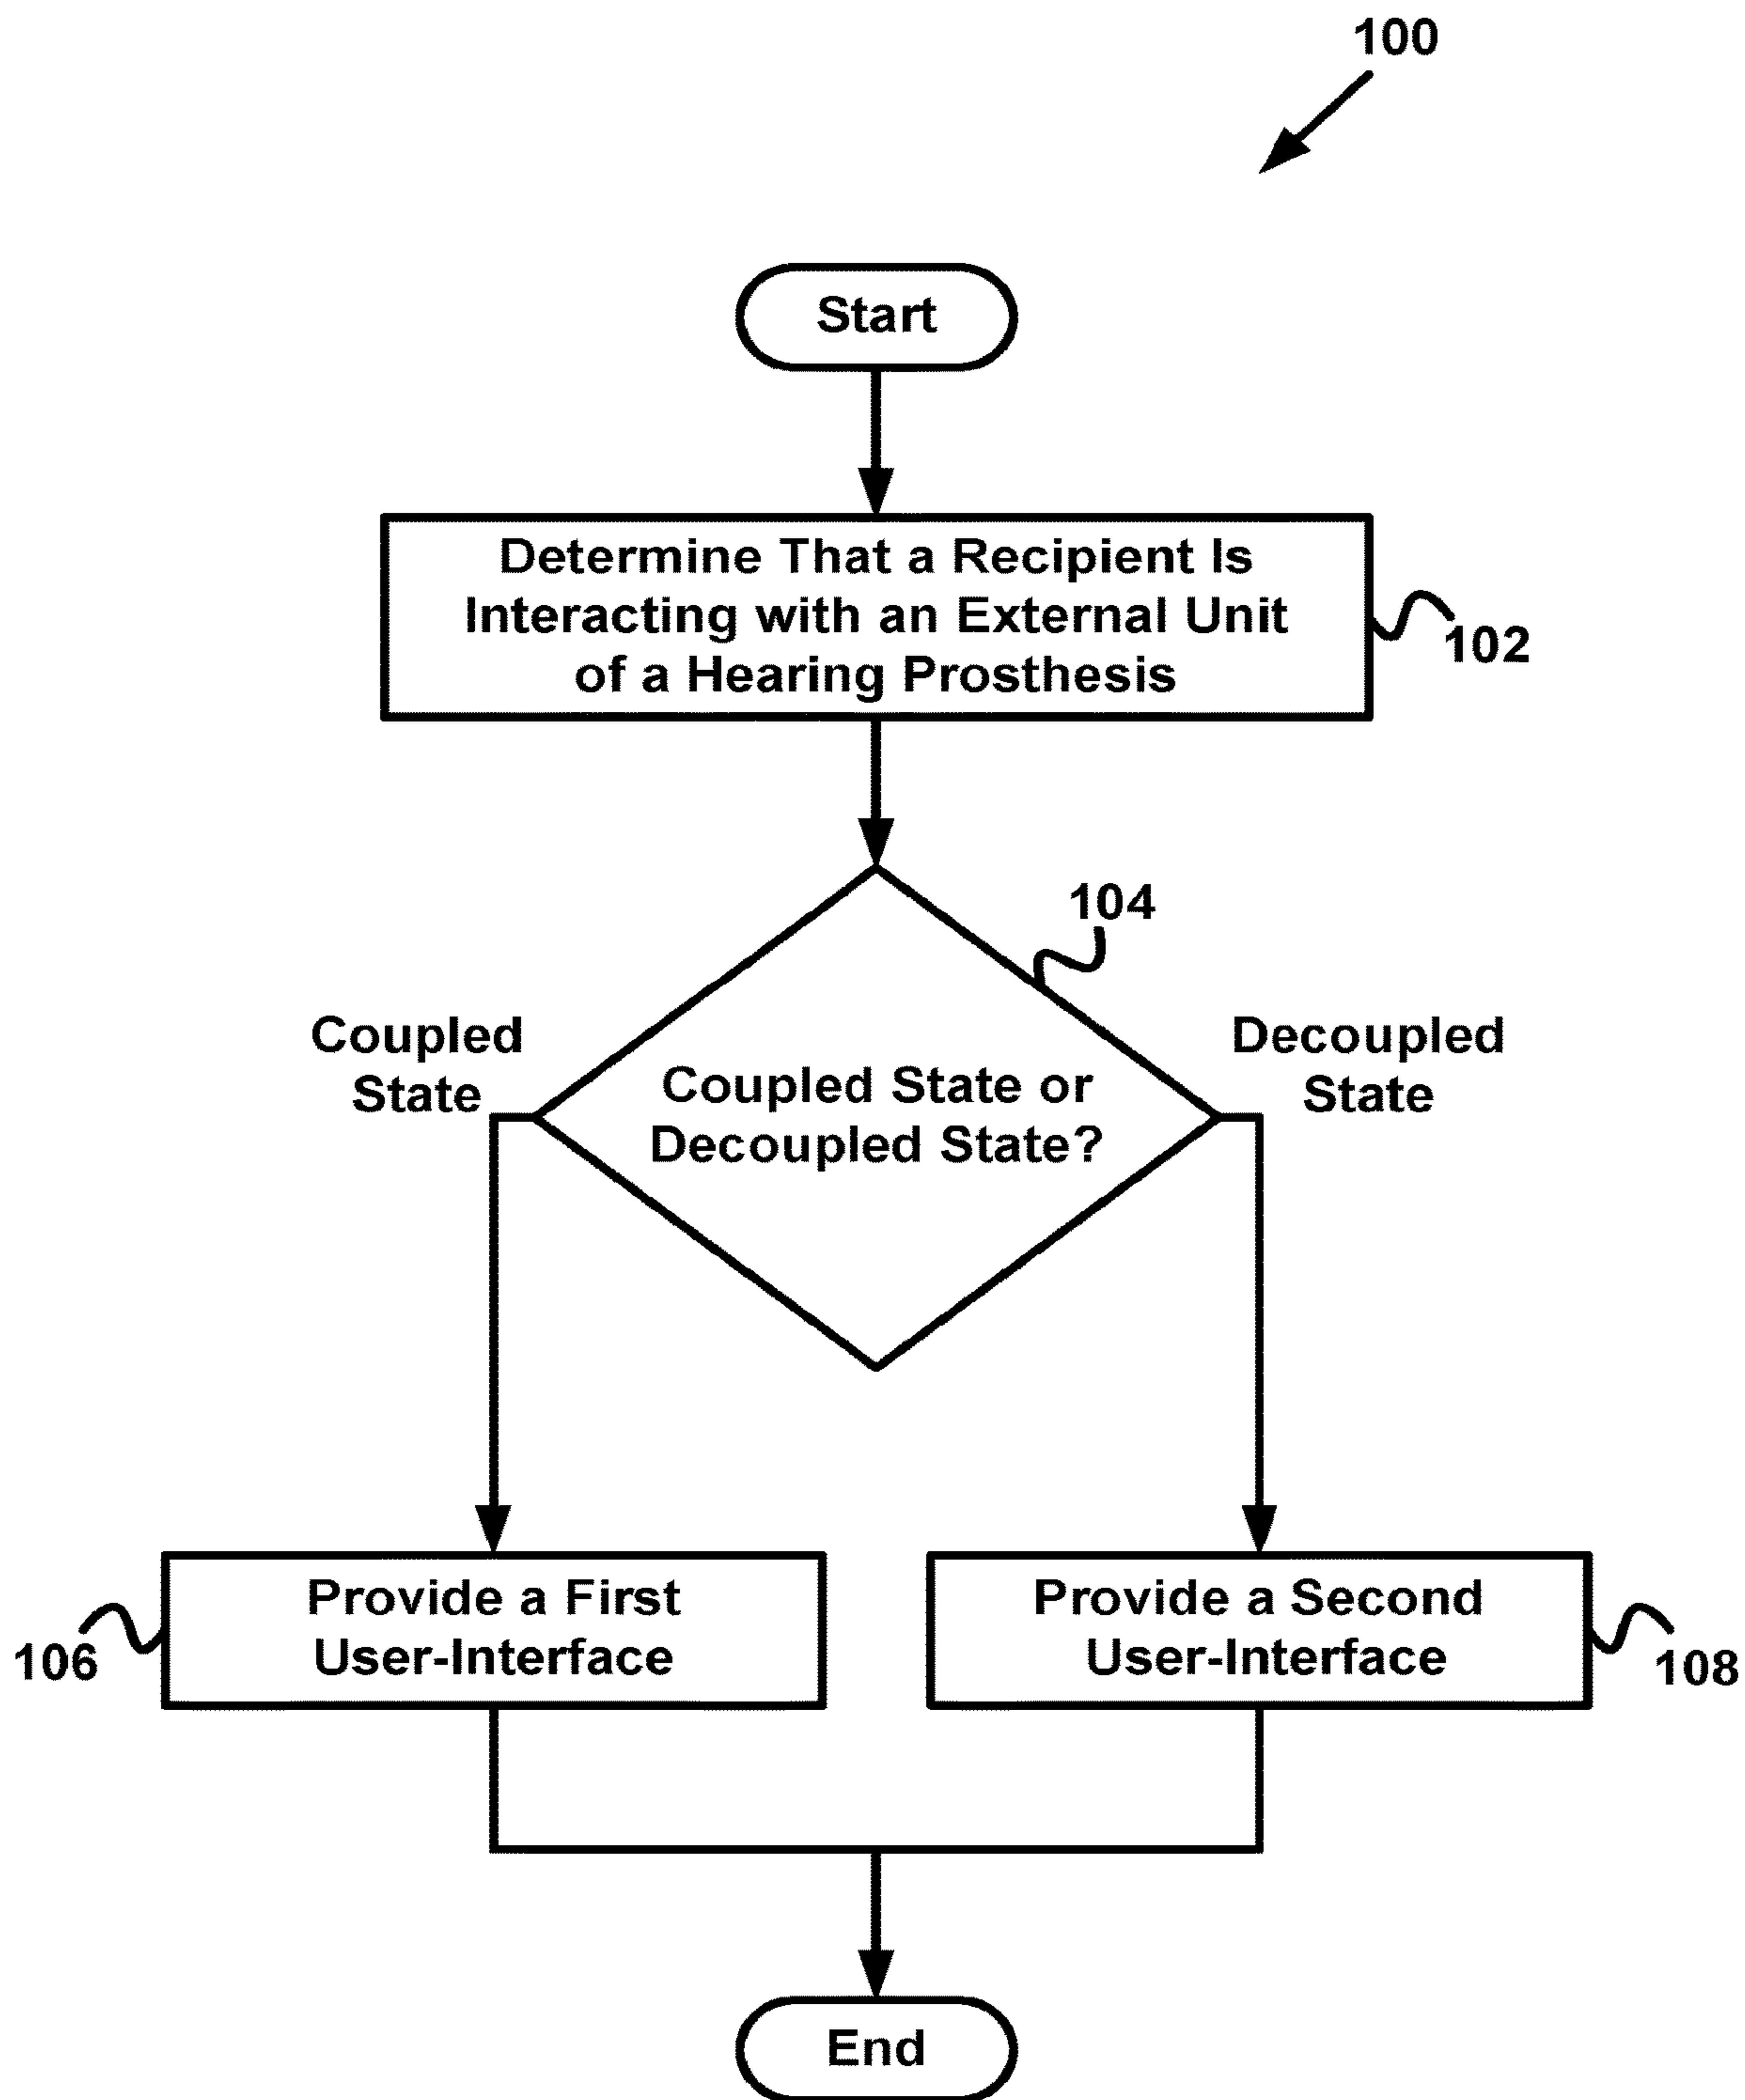 100
Start
Determine That a Recipient Is
Interacting with an External Unit
of a Hearing Prosthesis
102
104
Coupled
State
Coupled State or
Decoupled State?
Decoupled
State
Provide a First
User-Interface
106
Provide a Second
User-Interface
108
End